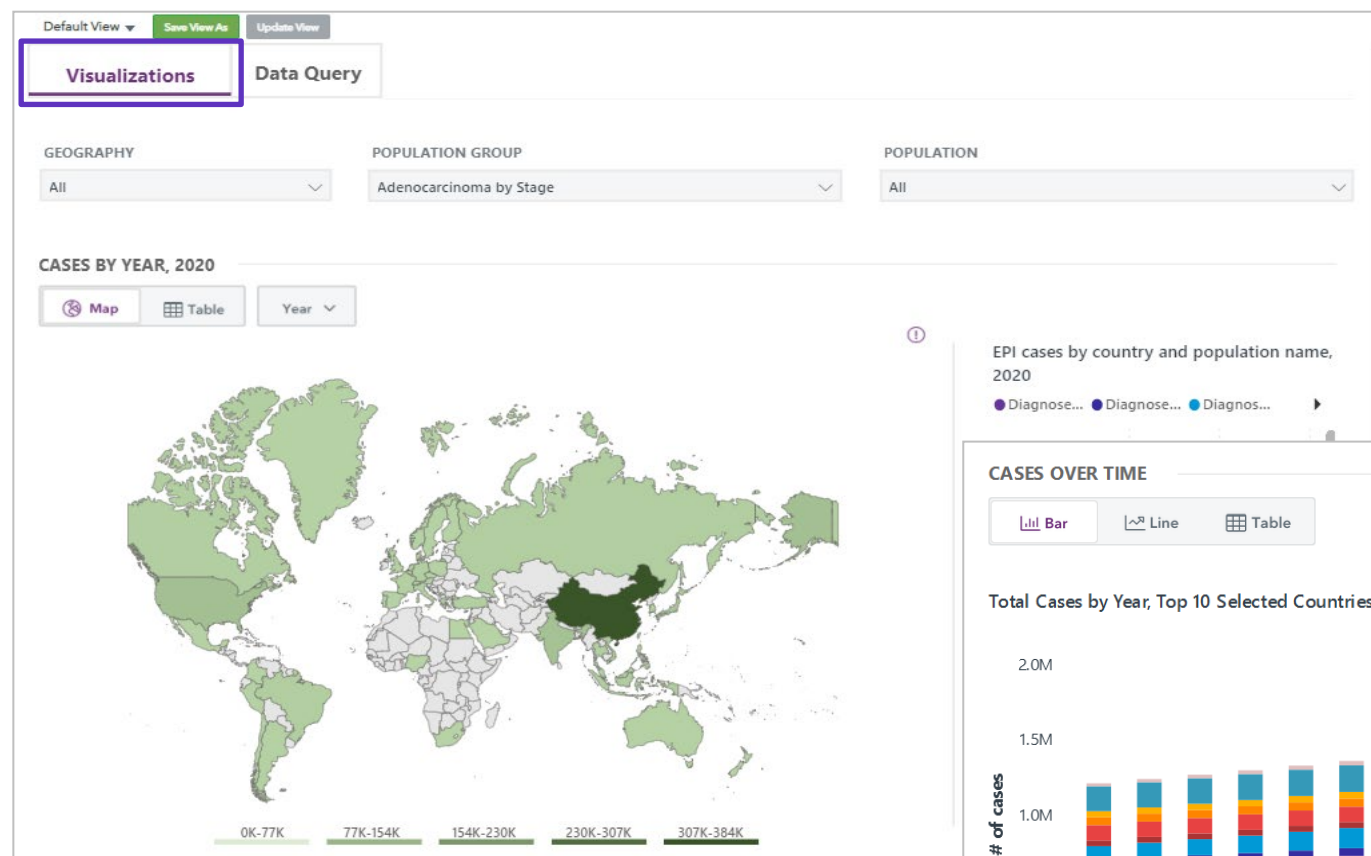 Default View Save View As Update View
Visualizations Data Query
GEOGRAPHY POPULATION GROUP POPULATION
All Adenocarcinoma by Stage All
CASES BY YEAR, 2020
Map Table Year
EPI cases by country and population name,
2020
Diagnose... Diagnose... Diagnos...
CASES OVER TIME
Bar Line Table
Total Cases by Year, Top 10 Selected Countries
2.0M
1.5M
1.0M
# of cases
0K-77K 77K-154K 154K-230K 230K-307K 307K-384K